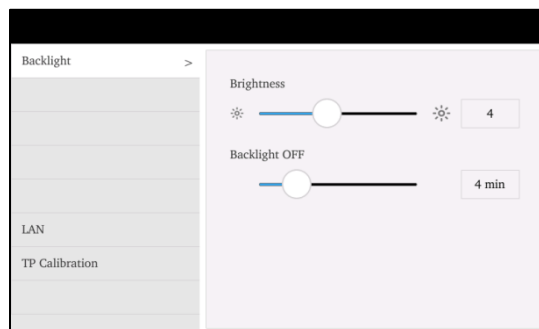 Backlight >
Brightness
4
Backlight OFF
4 min
LAN
TP Calibration